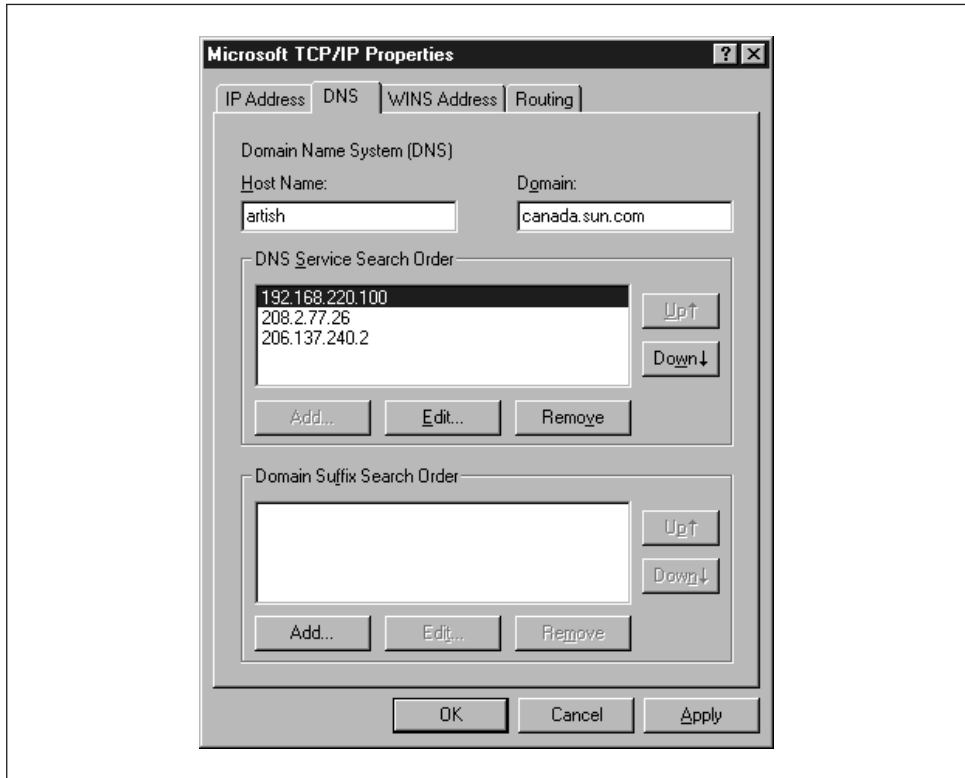 Microsoft TCP/IP Properties
IP Address DNS WINS Address Routing
Domain Name System (DNS)
Host Name: Domain:
artish canada.sun.com
DNS Service Search Order
192.168.220.100
208.2.77.26
206.137.240.2
Up↑
Down↓
Add... Edit... Remove
Domain Suffix Search Order
Up↑
Down↓
Add... Edit... Remove
OK Cancel Apply